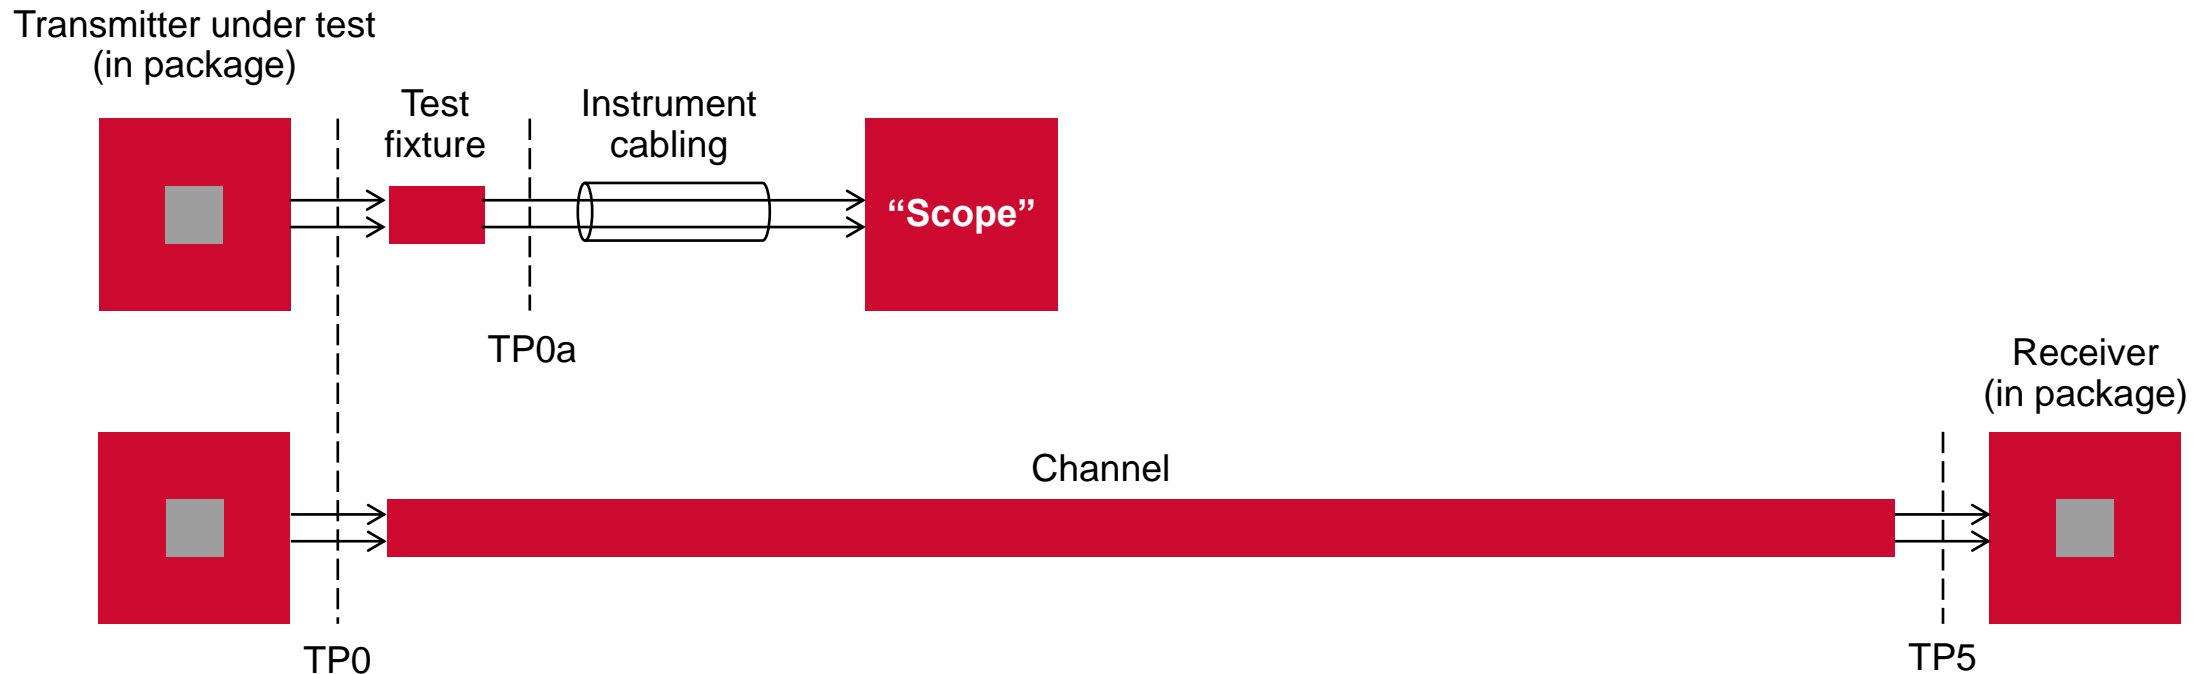 Transmitter under test
(in package)
Test
fixture
Instrument
cabling
“Scope”
TP0a
Receiver
(in package)
Channel
TP0
TP5